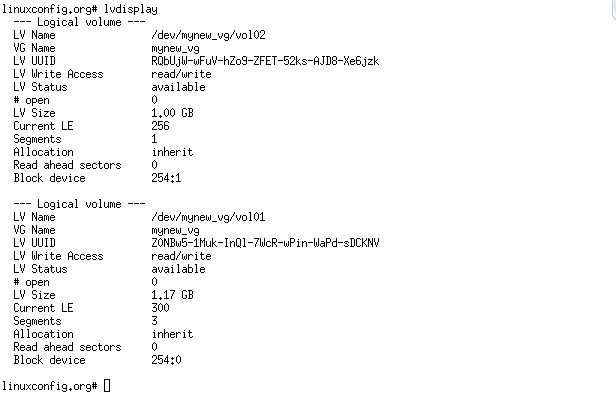 linuxconfig.org# lvdisplay
--- Logical volume ---
LV Name /dev/mynew_vg/vol02
VG Name mynew_vg
LV UUID RQbUjW-wFuV-hZo9-ZFET-52ks-AJD8-Xe6jzk
LV Write Access read/write
LV Status available
# open 0
LV Size 1.00 GB
Current LE 256
Segments 1
Allocation inherit
Read ahead sectors 0
Block device 254:1
--- Logical volume ---
LV Name /dev/mynew_vg/vol01
VG Name mynew_vg
LV UUID Z0NBw5-1Muk-InQl-7WcR-wPin-WaPd-sDCKNV
LV Write Access read/write
LV Status available
# open 0
LV Size 1.17 GB
Current LE 300
Segments 3
Allocation inherit
Read ahead sectors 0
Block device 254:0
linuxconfig.org#